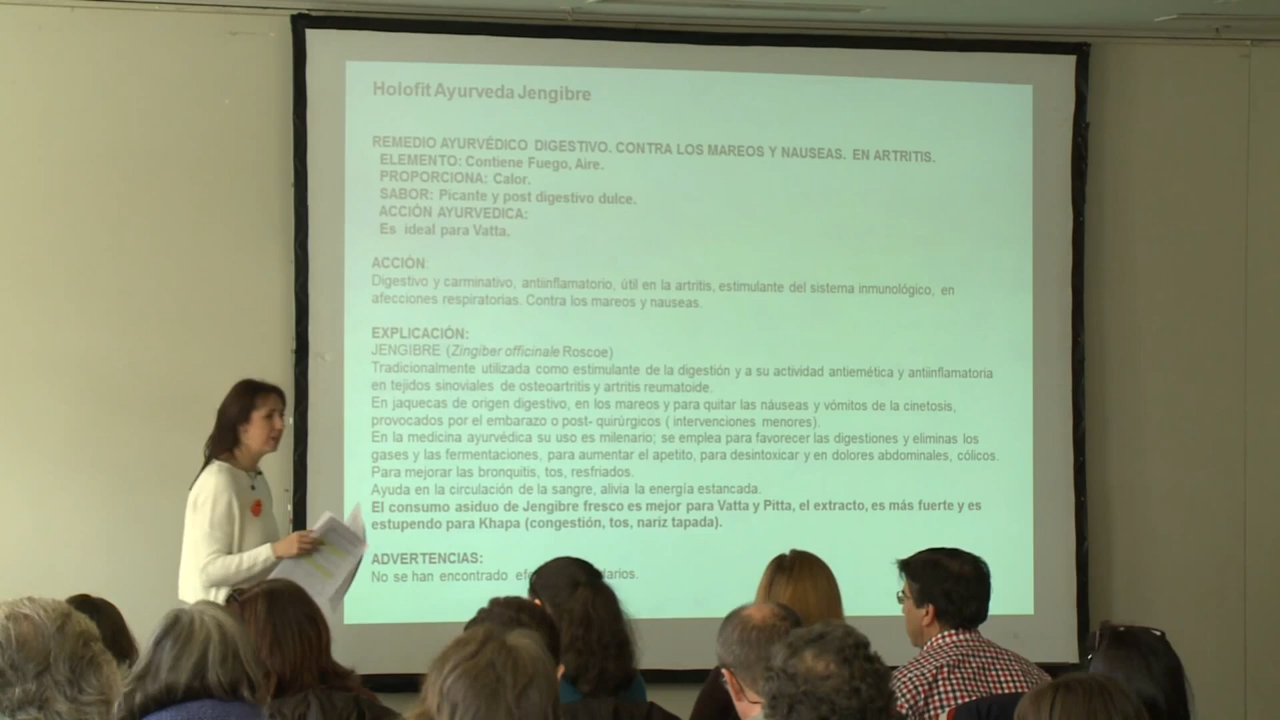 Holofit Ayurveda Jengibre
REMEDIO AYURVÉDICO DIGESTIVO. CONTRA LOS MAREOS Y NAUSEAS. EN ARTRITIS.
ELEMENTO: Contiene Fuego, Aire.
PROPORCIONA: Calor.
SABOR: Picante y post digestivo dulce.
ACCIÓN AYURVEDICA:
Es ideal para Vatta.
ACCIÓN:
Digestivo y carminativo, antiinflamatorio, útil en la artritis, estimulante del sistema inmunológico, en
afecciones respiratorias. Contra los mareos y nauseas.
EXPLICACIÓN:
JENGIBRE (Zingiber officinale Roscoe)
Tradicionalmente utilizada como estimulante de la digestión y a su actividad antiemética y antiinflamatoria
en tejidos sinoviales de osteoartritis y artritis reumatoide.
En jaquecas de origen digestivo, en los mareos y para quitar las náuseas y vómitos de la cinetosis,
provocados por el embarazo o post- quirúrgicos ( intervenciones menores).
En la medicina ayurvédica su uso es milenario; se emplea para favorecer las digestiones y eliminas los
gases y las fermentaciones, para aumentar el apetito, para desintoxicar y en dolores abdominales, cólicos.
Para mejorar las bronquitis, tos, resfriados.
Ayuda en la circulación de la sangre, alivia la energía estancada.
El consumo asiduo de Jengibre fresco es mejor para Vatta y Pitta, el extracto, es más fuerte y es
estupendo para Khapa (congestión, tos, nariz tapada).
ADVERTENCIAS:
No se han encontrado